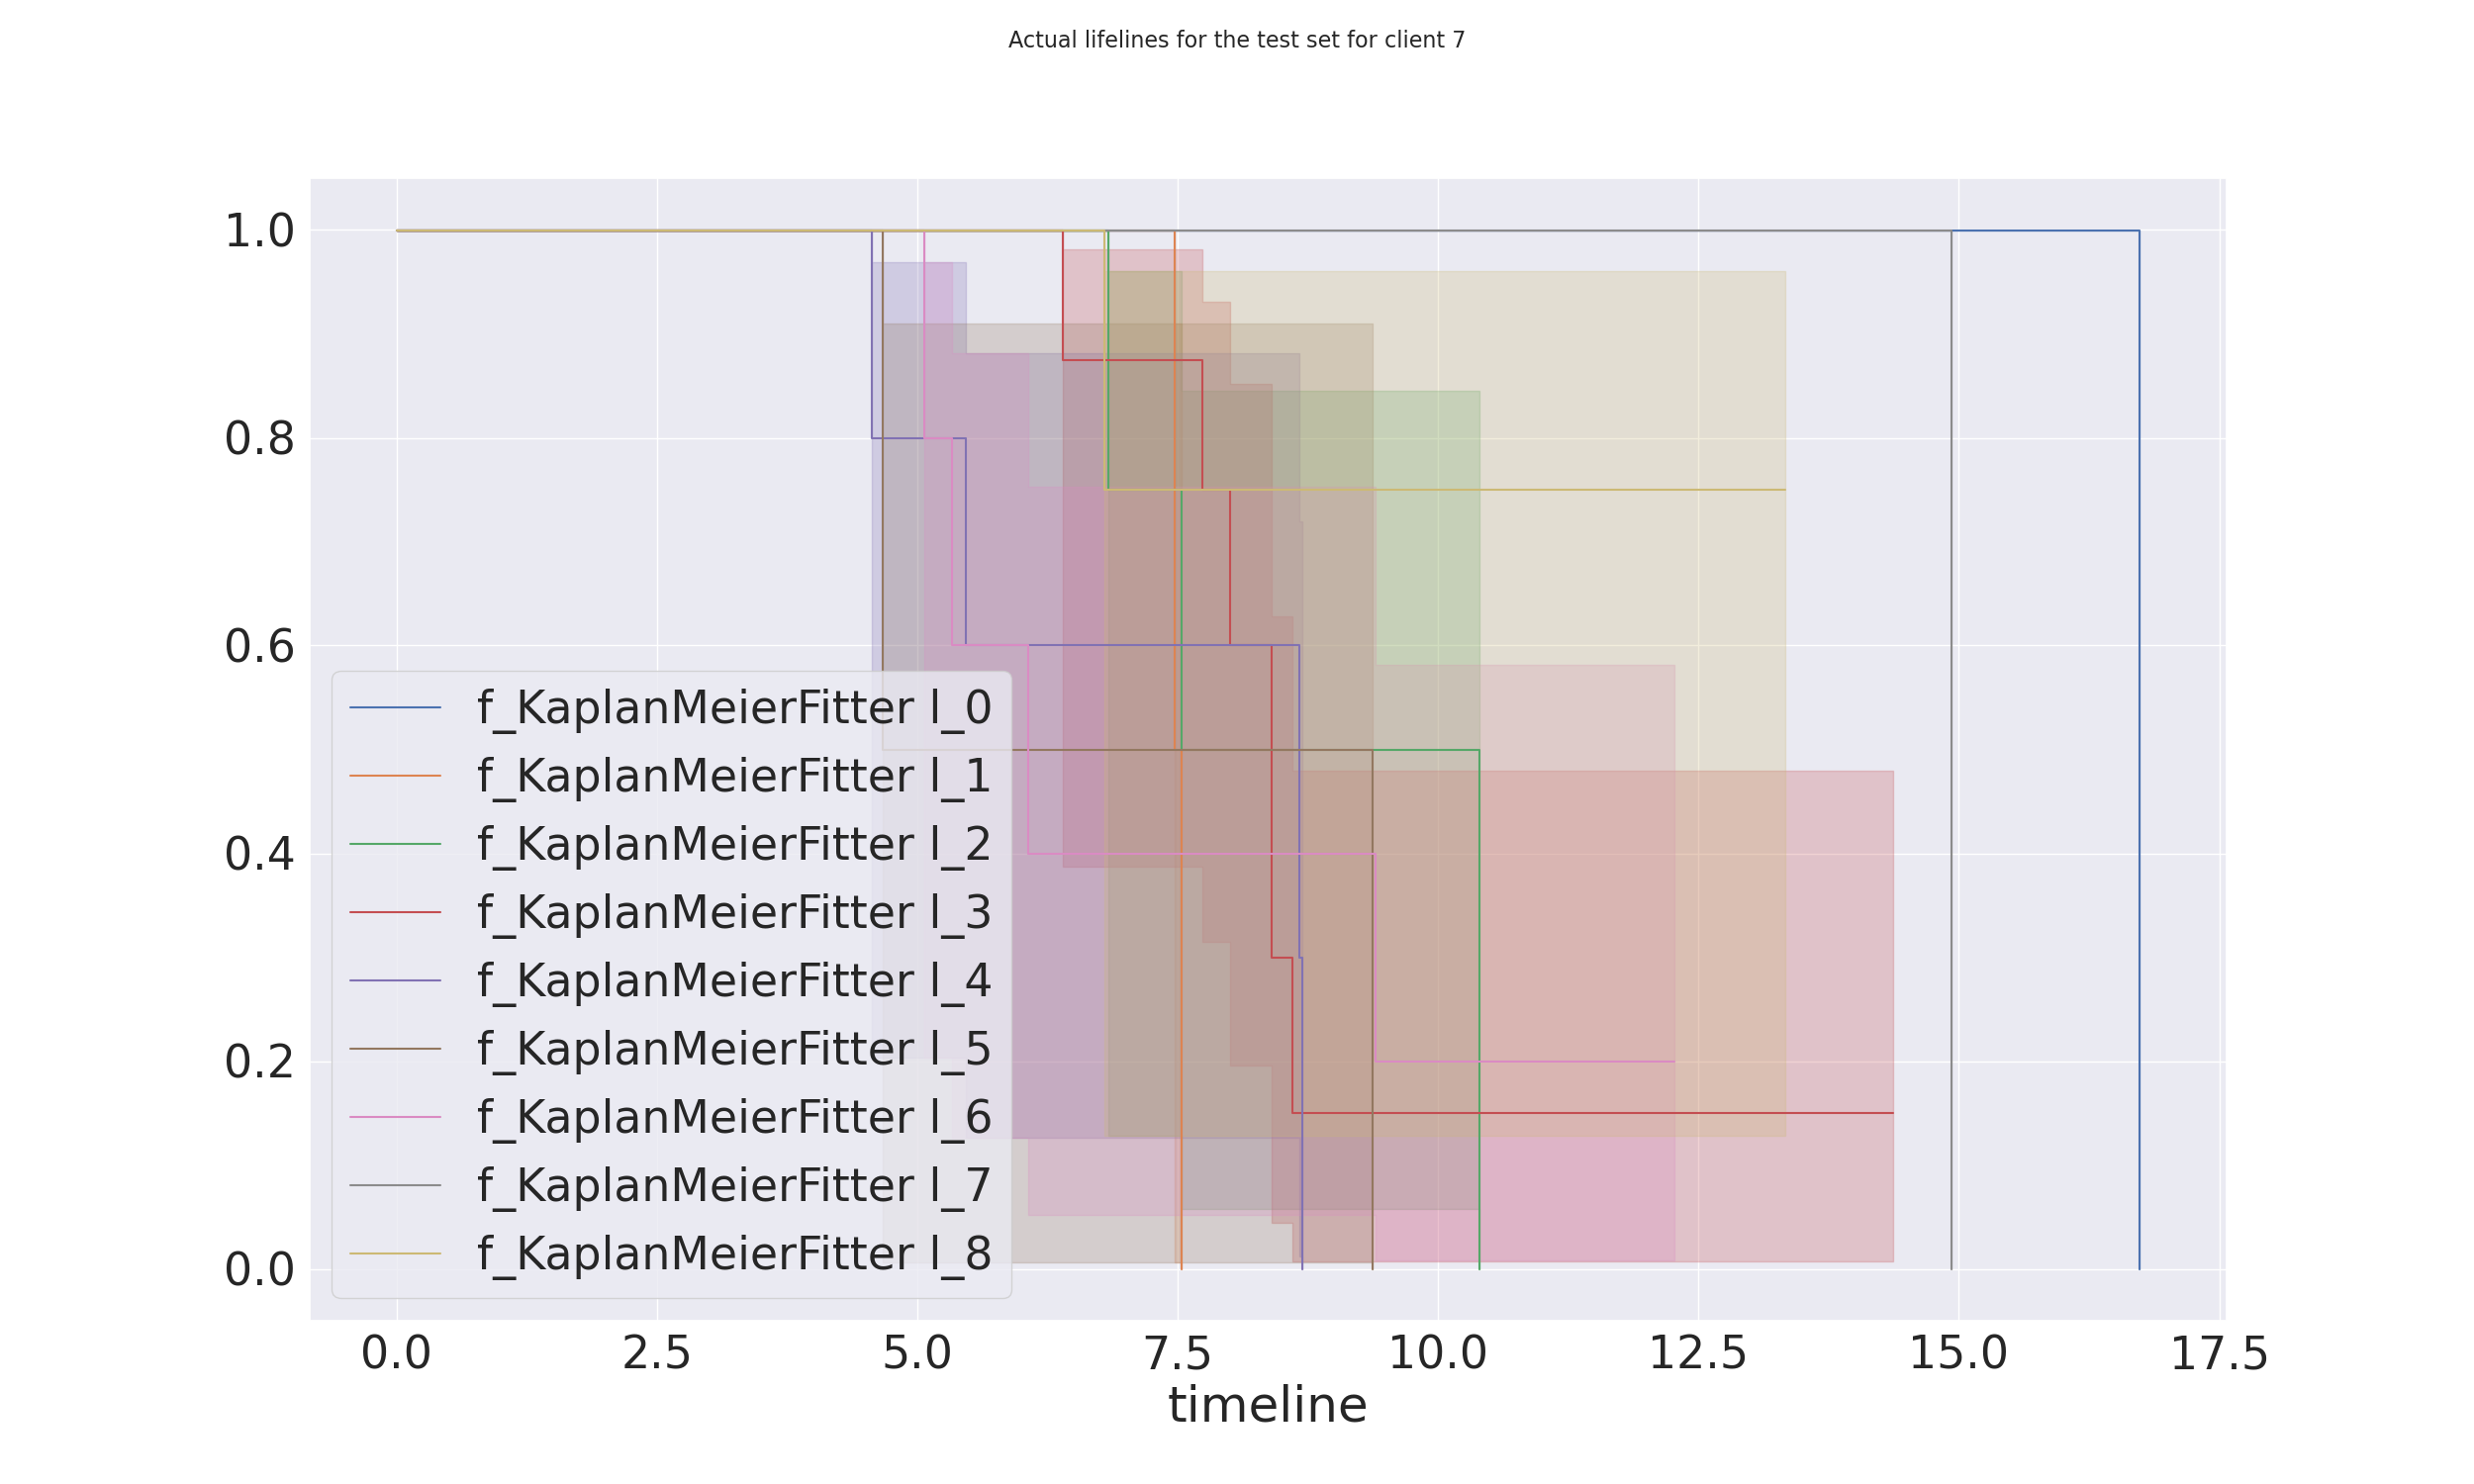 Actual lifelines for the test set for client 7
1.0
0.8
0.6
0.4
0.2
0.0
f_KaplanMeierFitter l_0
f_KaplanMeierFitter l_1
f_KaplanMeierFitter l_2
f_KaplanMeierFitter l_3
f_KaplanMeierFitter l_4
f_KaplanMeierFitter l_5
f_KaplanMeierFitter l_6
f_KaplanMeierFitter l_7
f_KaplanMeierFitter l_8
0.0 2.5 5.0 7.5 10.0 12.5 15.0 17.5
timeline